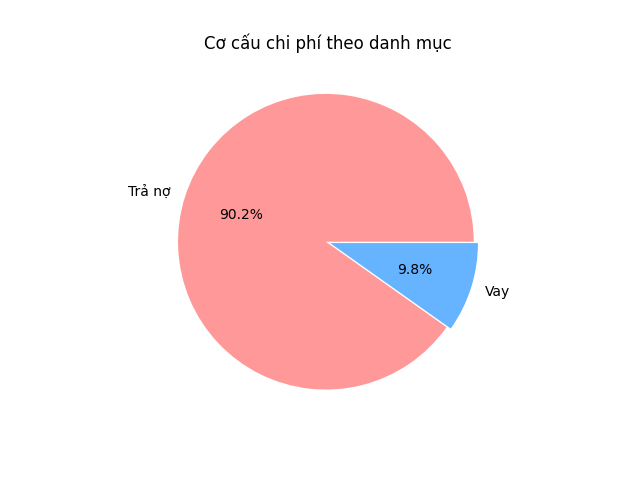 Cơ cấu chi phí theo danh mục
Trả nợ
90.2%
9.8%
Vay